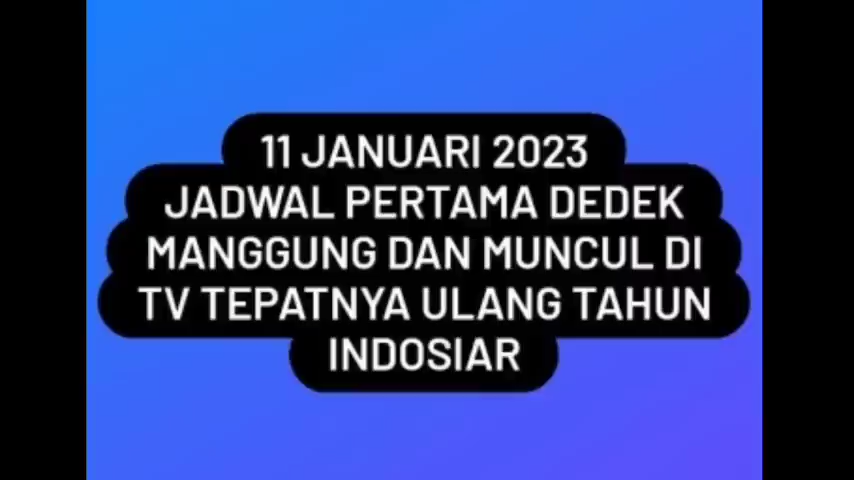 11 JANUARI 2023
JADWAL PERTAMA DEDEK
MANGGUNG DAN MUNCUL DI
TV TEPATNYA ULANG TAHUN
INDOSIAR